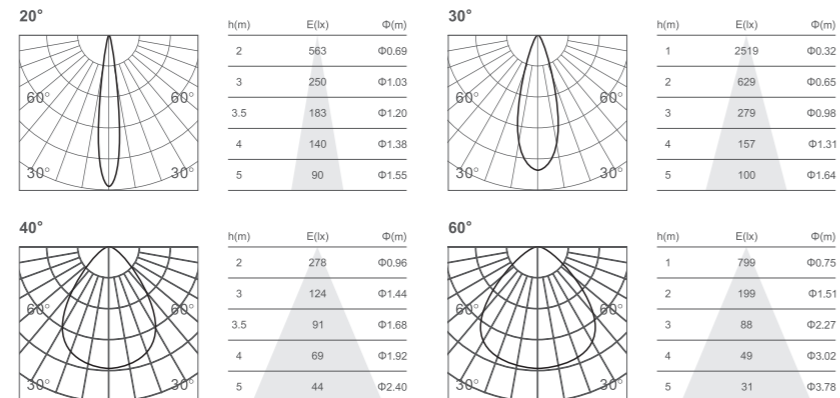 20°
h(m) E(lx) Φ(m)
2 563 Φ0.69
3 250 Φ1.03
3.5 183 Φ1.20
4 140 Φ1.38
5 90 Φ1.55
60° 60°
30° 30°
30°
h(m) E(lx) Φ(m)
1 2519 Φ0.32
2 629 Φ0.65
3 279 Φ0.98
4 157 Φ1.31
5 100 Φ1.64
60° 60°
30° 30°
40°
h(m) E(lx) Φ(m)
2 278 Φ0.96
3 124 Φ1.44
3.5 91 Φ1.68
4 69 Φ1.92
5 44 Φ2.40
60° 60°
30° 30°
60°
h(m) E(lx) Φ(m)
1 799 Φ0.75
2 199 Φ1.51
3 88 Φ2.27
4 49 Φ3.02
5 31 Φ3.78
60° 60°
30° 30°